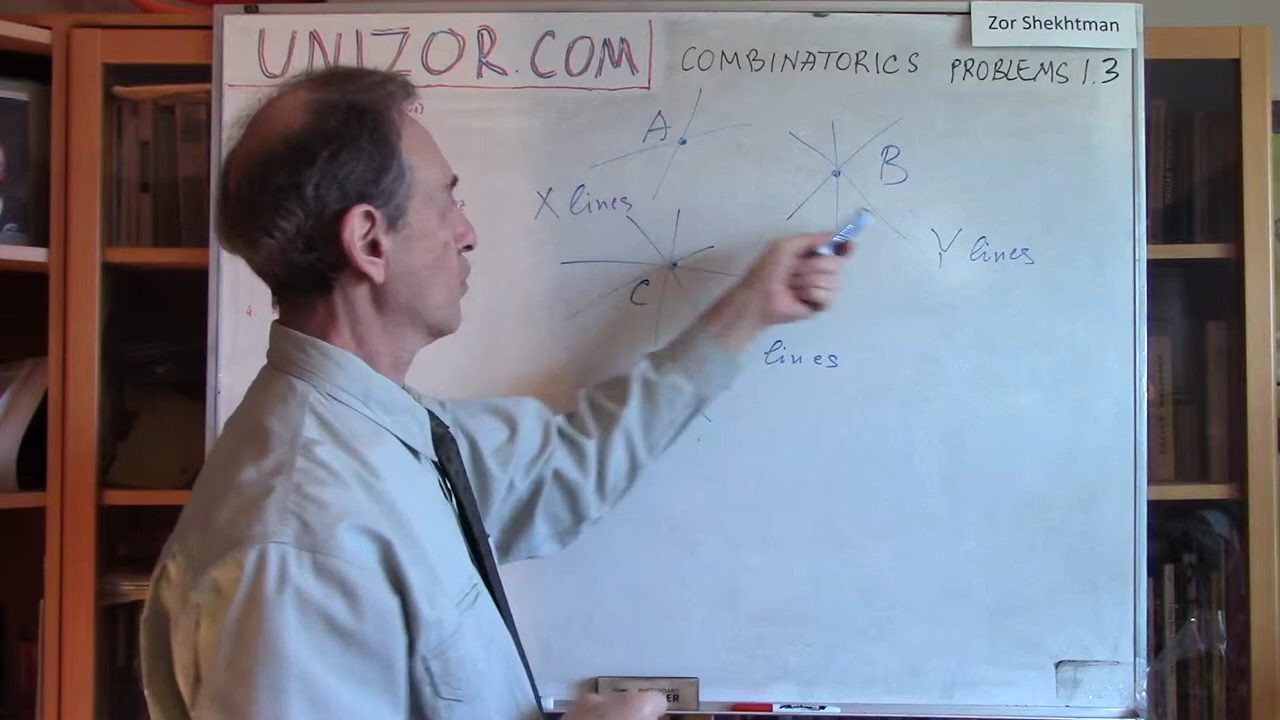 Zor Shekhtman
UNIZOR.COM
COMBINATORICS PROBLEMS 1.3
A
B
X lines
Y lines
C
lines